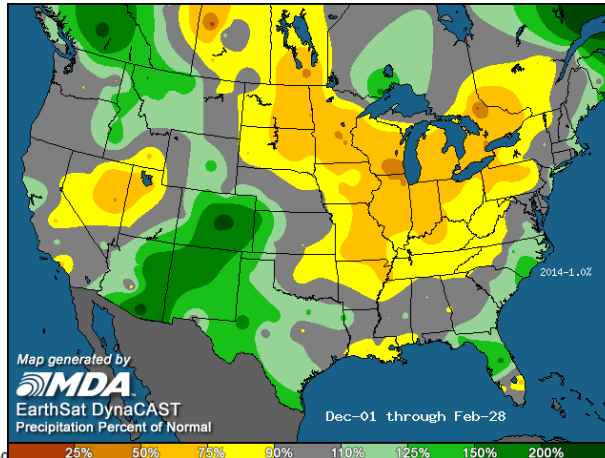 2014-1.0%
Map generated by
MDA
EarthSat DynaCAST
Precipitation Percent of Normal
Dec-01 through Feb-28
0 25% 50% 75% 90% 110% 125% 150% 200%